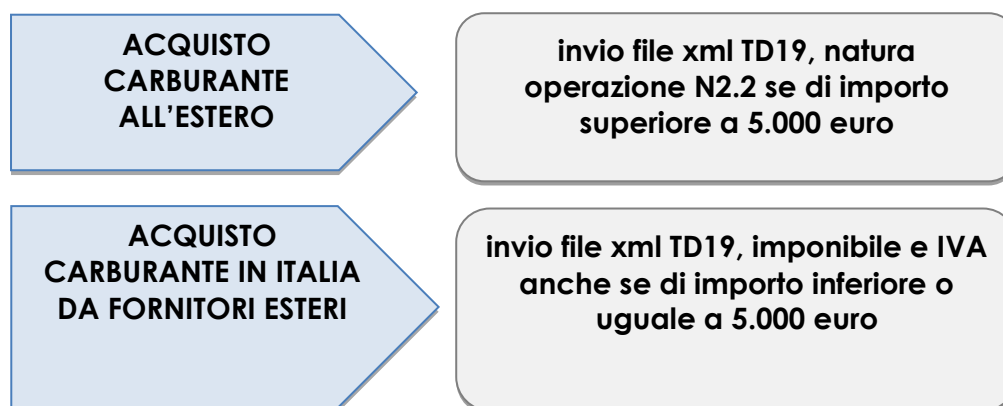 ACQUISTO
CARBURANTE
ALL'ESTERO
invio file xml TD19, natura
operazione N2.2 se di importo
superiore a 5.000 euro
ACQUISTO
CARBURANTE IN ITALIA
DA FORNITORI ESTERI
invio file xml TD19, imponibile e IVA
anche se di importo inferiore o
uguale a 5.000 euro